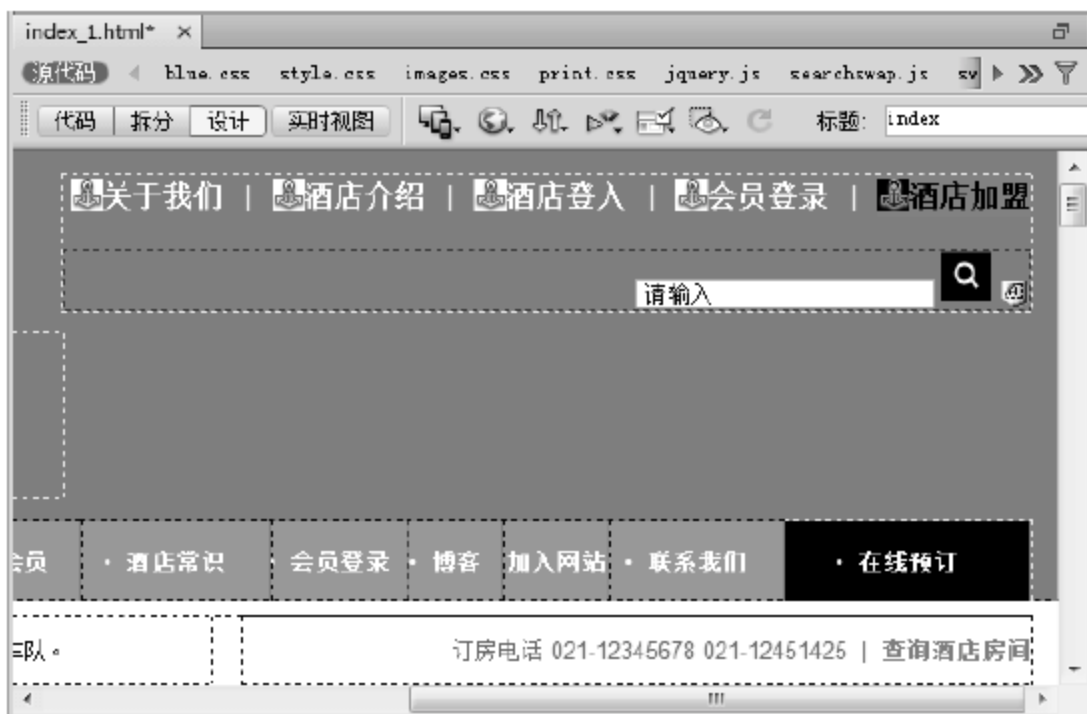 index_1.html* ×
源代码 blue.css style.css images.css print.css jquery.js searchswap.js sv
代码 拆分 设计 实时视图 标题: index
关于我们 | 酒店介绍 | 酒店登入 | 会员登录 | 酒店加盟
请输入
会员 · 酒店常识 · 会员登录 · 博客 加入网站 · 联系我们 · 在线预订
车队。
订房电话 021-12345678 021-12451425 | 查询酒店房间